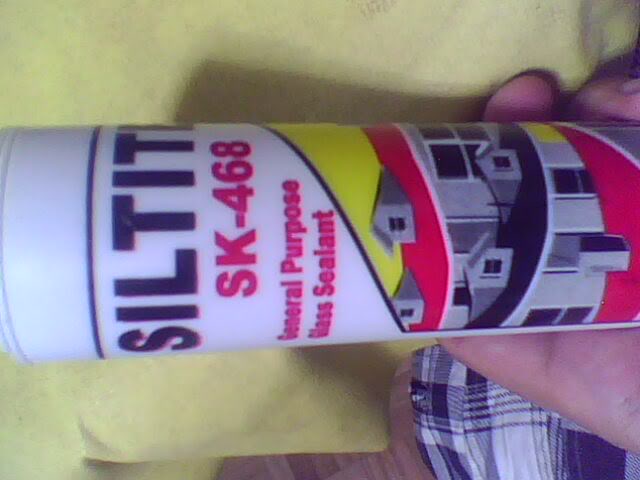 SILTIT
SK-468
General Purpose
Glass Sealant